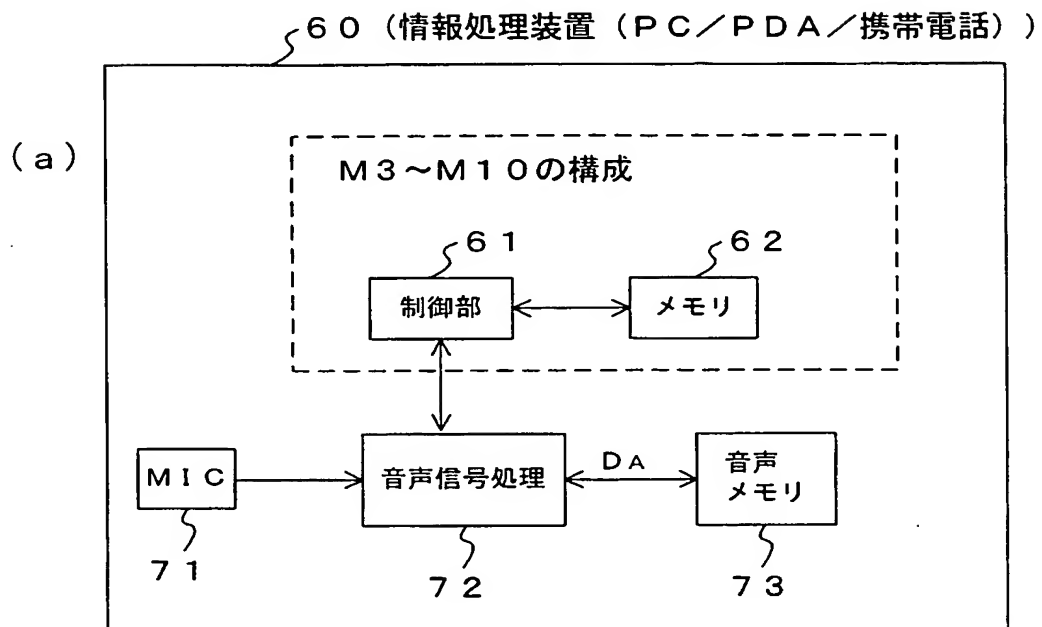 60（情報処理装置（PC／PDA／携帯電話））
(a)
M3～M10の構成
61
62
制御部
メモリ
MIC
音声信号処理
DA
音声
メモリ
71
72
73